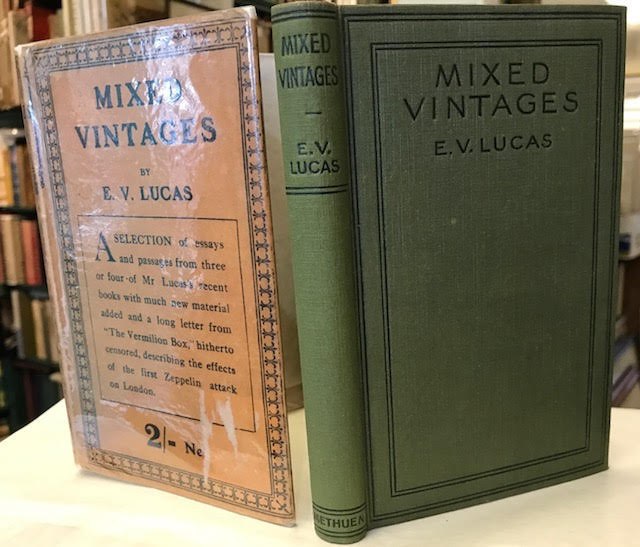 MIXED
VINTAGES
BY
E. V. LUCAS
A SELECTION of essays
and passages from three
or four of Mr Lucas's recent
books with much new material
added and a long letter from
"The Vermilion Box," hitherto
censored, describing the effects
of the first Zeppelin attack
on London.
2/- Ne
MIXED
VINTAGES
E. V.
LUCAS
METHUEN
MIXED
VINTAGES
E. V. LUCAS